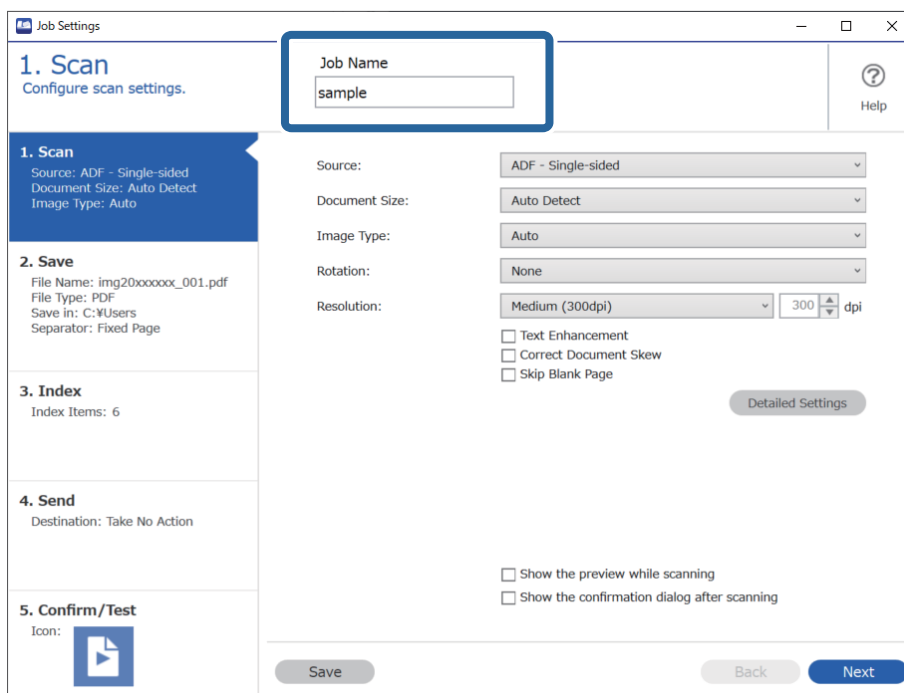 Job Settings
1. Scan
Configure scan settings.
Job Name
sample
Help
1. Scan
Source: ADF - Single-sided
Document Size: Auto Detect
Image Type: Auto
2. Save
File Name: img20xxxxxx_001.pdf
File Type: PDF
Save in: C:¥Users
Separator: Fixed Page
3. Index
Index Items: 6
4. Send
Destination: Take No Action
5. Confirm/Test
Icon:
Source: ADF - Single-sided
Document Size: Auto Detect
Image Type: Auto
Rotation: None
Resolution: Medium (300dpi) 300 dpi
Text Enhancement
Correct Document Skew
Skip Blank Page
Detailed Settings
Show the preview while scanning
Show the confirmation dialog after scanning
Save Back Next